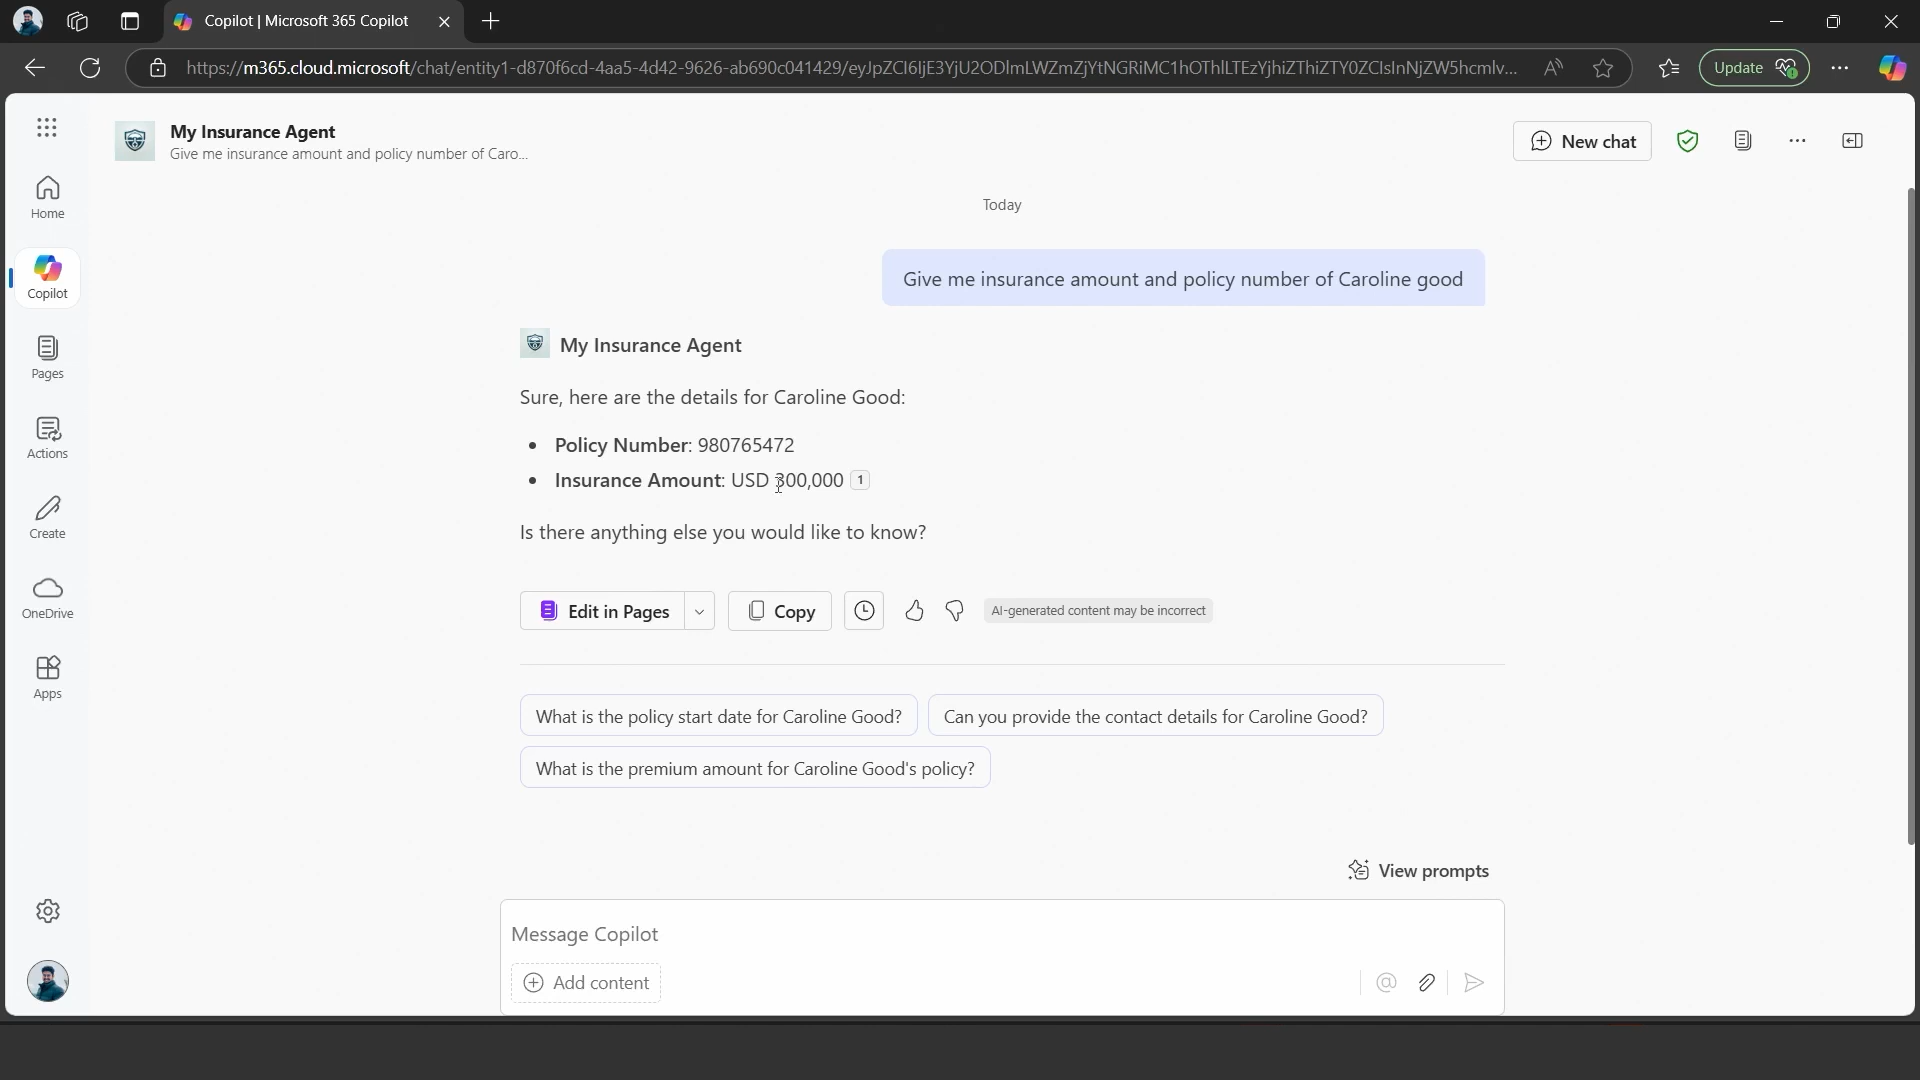 Copilot | Microsoft 365 Copilot
https://m365.cloud.microsoft/chat/entity1-d870f6cd-4aa5-4d42-9626-ab690c041429/eyJpZCI6IjE3YjU2ODlmLWZmZjYtNGRiMC1hOThlLTEzYjhiZThiZTY0ZCIsInNjZW5hcmlv...
Update
My Insurance Agent
Give me insurance amount and policy number of Caro...
New chat
Home
Copilot
Pages
Actions
Create
OneDrive
Apps
Today
Give me insurance amount and policy number of Caroline good
My Insurance Agent
Sure, here are the details for Caroline Good:
• Policy Number: 980765472
• Insurance Amount: USD 300,000 1
Is there anything else you would like to know?
Edit in Pages
Copy
AI-generated content may be incorrect
What is the policy start date for Caroline Good?
Can you provide the contact details for Caroline Good?
What is the premium amount for Caroline Good's policy?
View prompts
Message Copilot
Add content